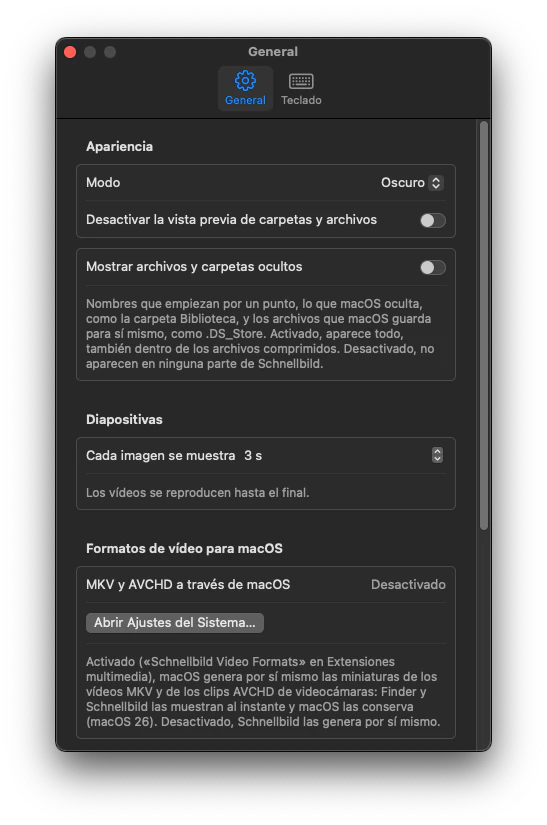 General
General
Teclado
Apariencia
Modo
Oscuro
Desactivar la vista previa de carpetas y archivos
Mostrar archivos y carpetas ocultos
Nombres que empiezan por un punto, lo que macOS oculta,
como la carpeta Biblioteca, y los archivos que macOS guarda
para sí mismo, como .DS_Store. Activado, aparece todo,
también dentro de los archivos comprimidos. Desactivado, no
aparecen en ninguna parte de Schnellbild.
Diapositivas
Cada imagen se muestra 3 s
Los vídeos se reproducen hasta el final.
Formatos de vídeo para macOS
MKV y AVCHD a través de macOS
Desactivado
Abrir Ajustes del Sistema...
Activado («Schnellbild Video Formats» en Extensiones
multimedia), macOS genera por sí mismo las miniaturas de los
vídeos MKV y de los clips AVCHD de videocámaras: Finder y
Schnellbild las muestran al instante y macOS las conserva
(macOS 26). Desactivado, Schnellbild las genera por sí mismo.